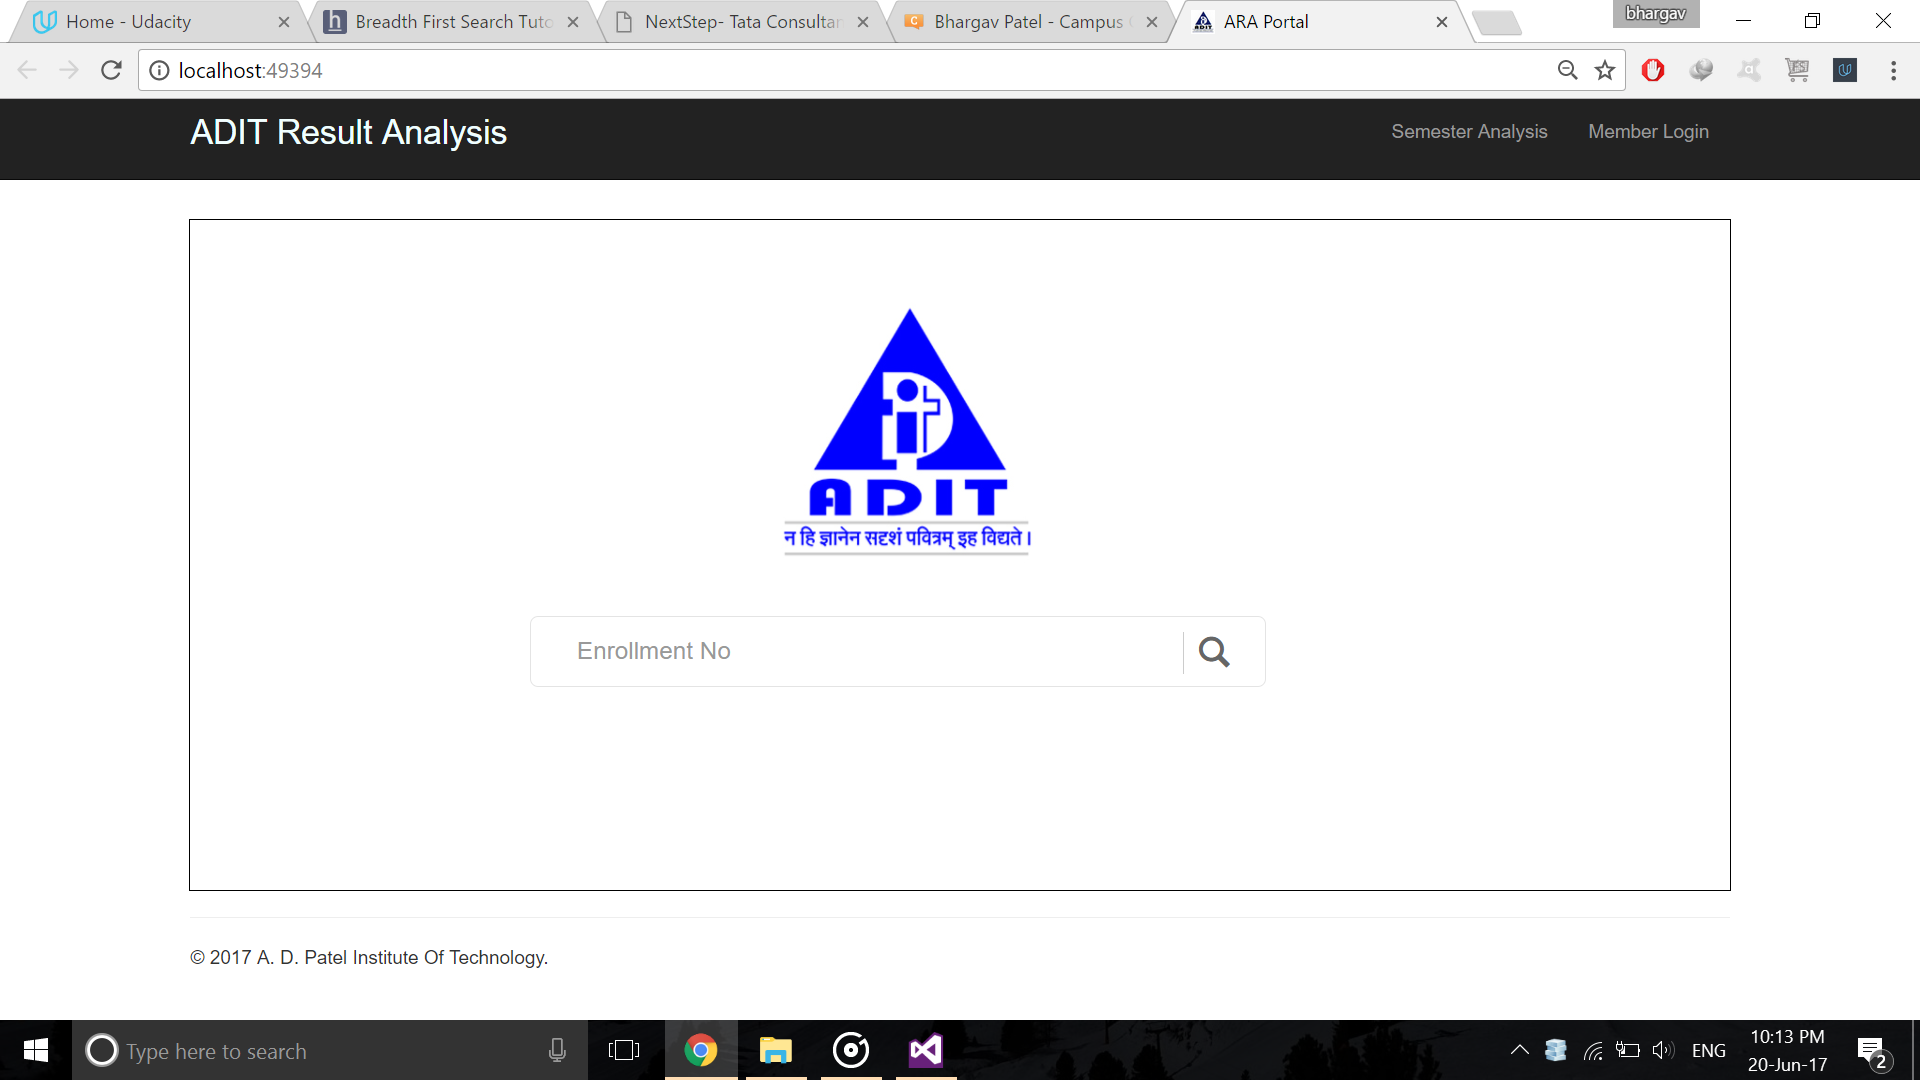 Home - Udacity
Breadth First Search Tuto
NextStep- Tata Consultan
Bhargav Patel - Campus
ARA Portal
bhargav
localhost:49394
ADIT Result Analysis
Semester Analysis
Member Login
ADIT
न हि ज्ञानेन सदृशं पवित्रम् इह विद्यते ।
Enrollment No
© 2017 A. D. Patel Institute Of Technology.
Type here to search
ENG
10:13 PM
20-Jun-17
2